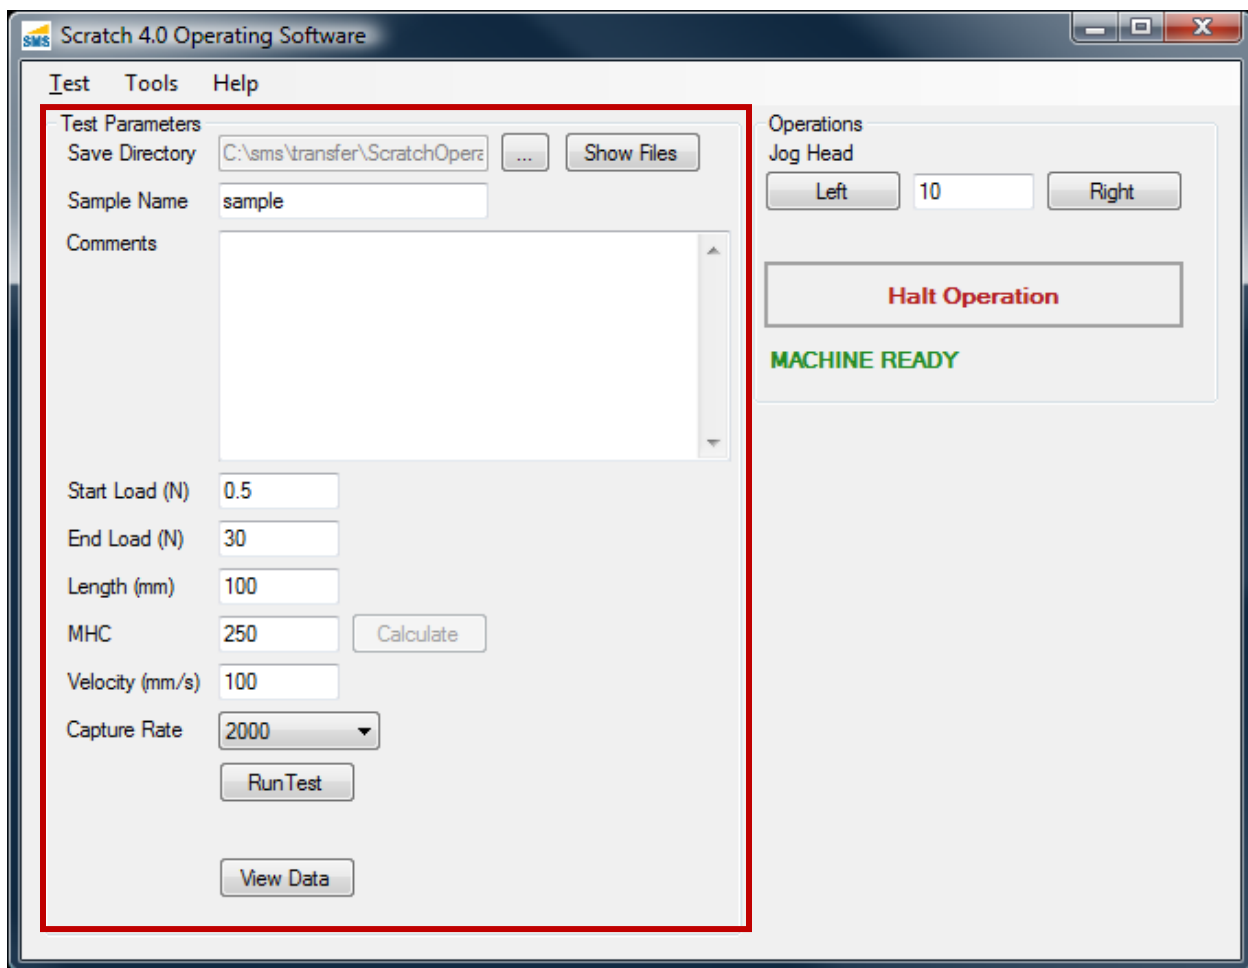 SMS Scratch 4.0 Operating Software
Test Tools Help
Test Parameters
Save Directory C:\sms\transfer\ScratchOpera ... Show Files
Sample Name sample
Comments
Start Load (N) 0.5
End Load (N) 30
Length (mm) 100
MHC 250 Calculate
Velocity (mm/s) 100
Capture Rate 2000
RunTest
View Data
Operations
Jog Head
Left 10 Right
Halt Operation
MACHINE READY